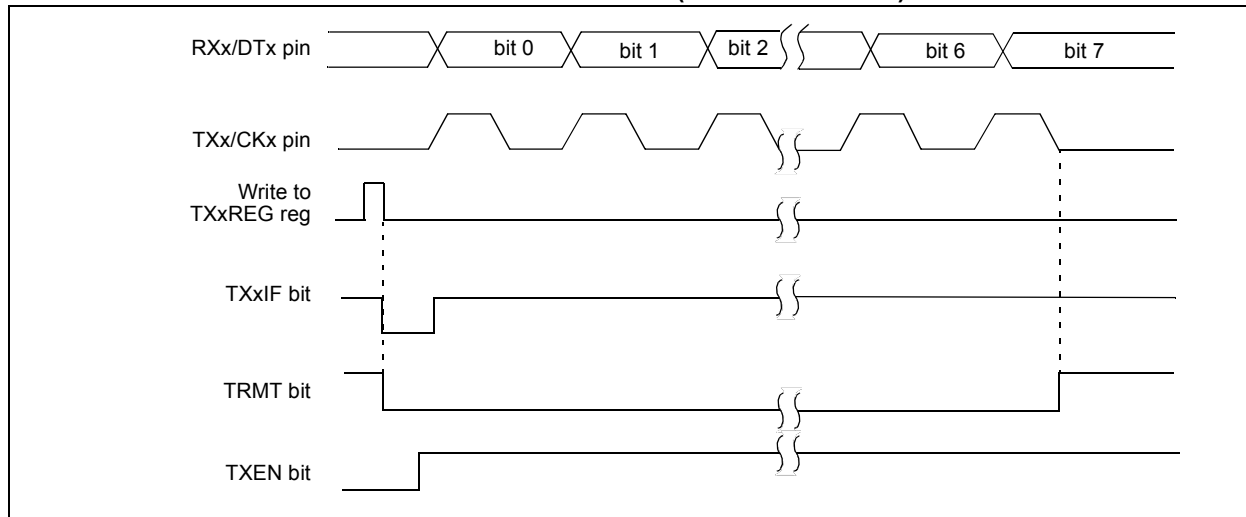 RXx/DTx pin
bit 0
bit 1
bit 2
bit 6
bit 7
TXx/CKx pin
Write to
TXxREG reg
TXxIF bit
TRMT bit
TXEN bit